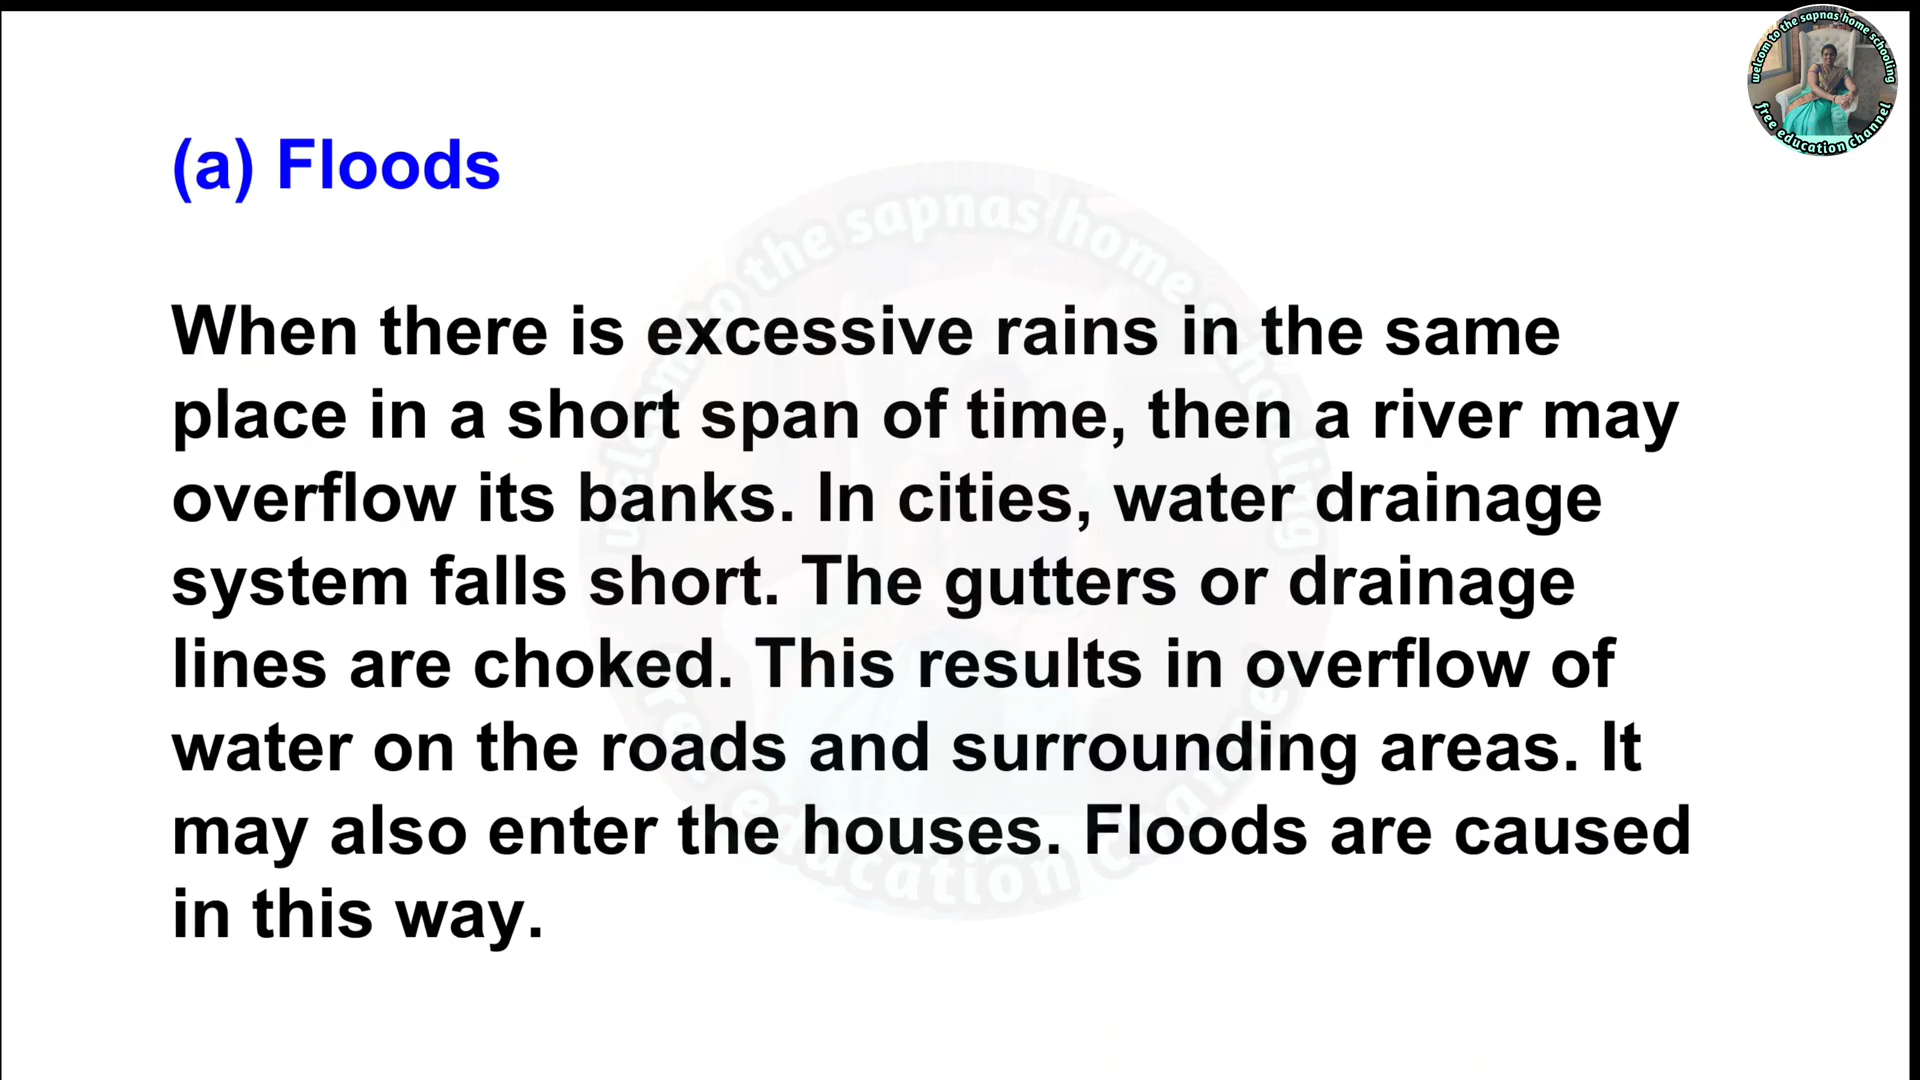 welcom to the sapnas home schooling
free education channel
(a) Floods
When there is excessive rains in the same
place in a short span of time, then a river may
overflow its banks. In cities, water drainage
system falls short. The gutters or drainage
lines are choked. This results in overflow of
water on the roads and surrounding areas. It
may also enter the houses. Floods are caused
in this way.